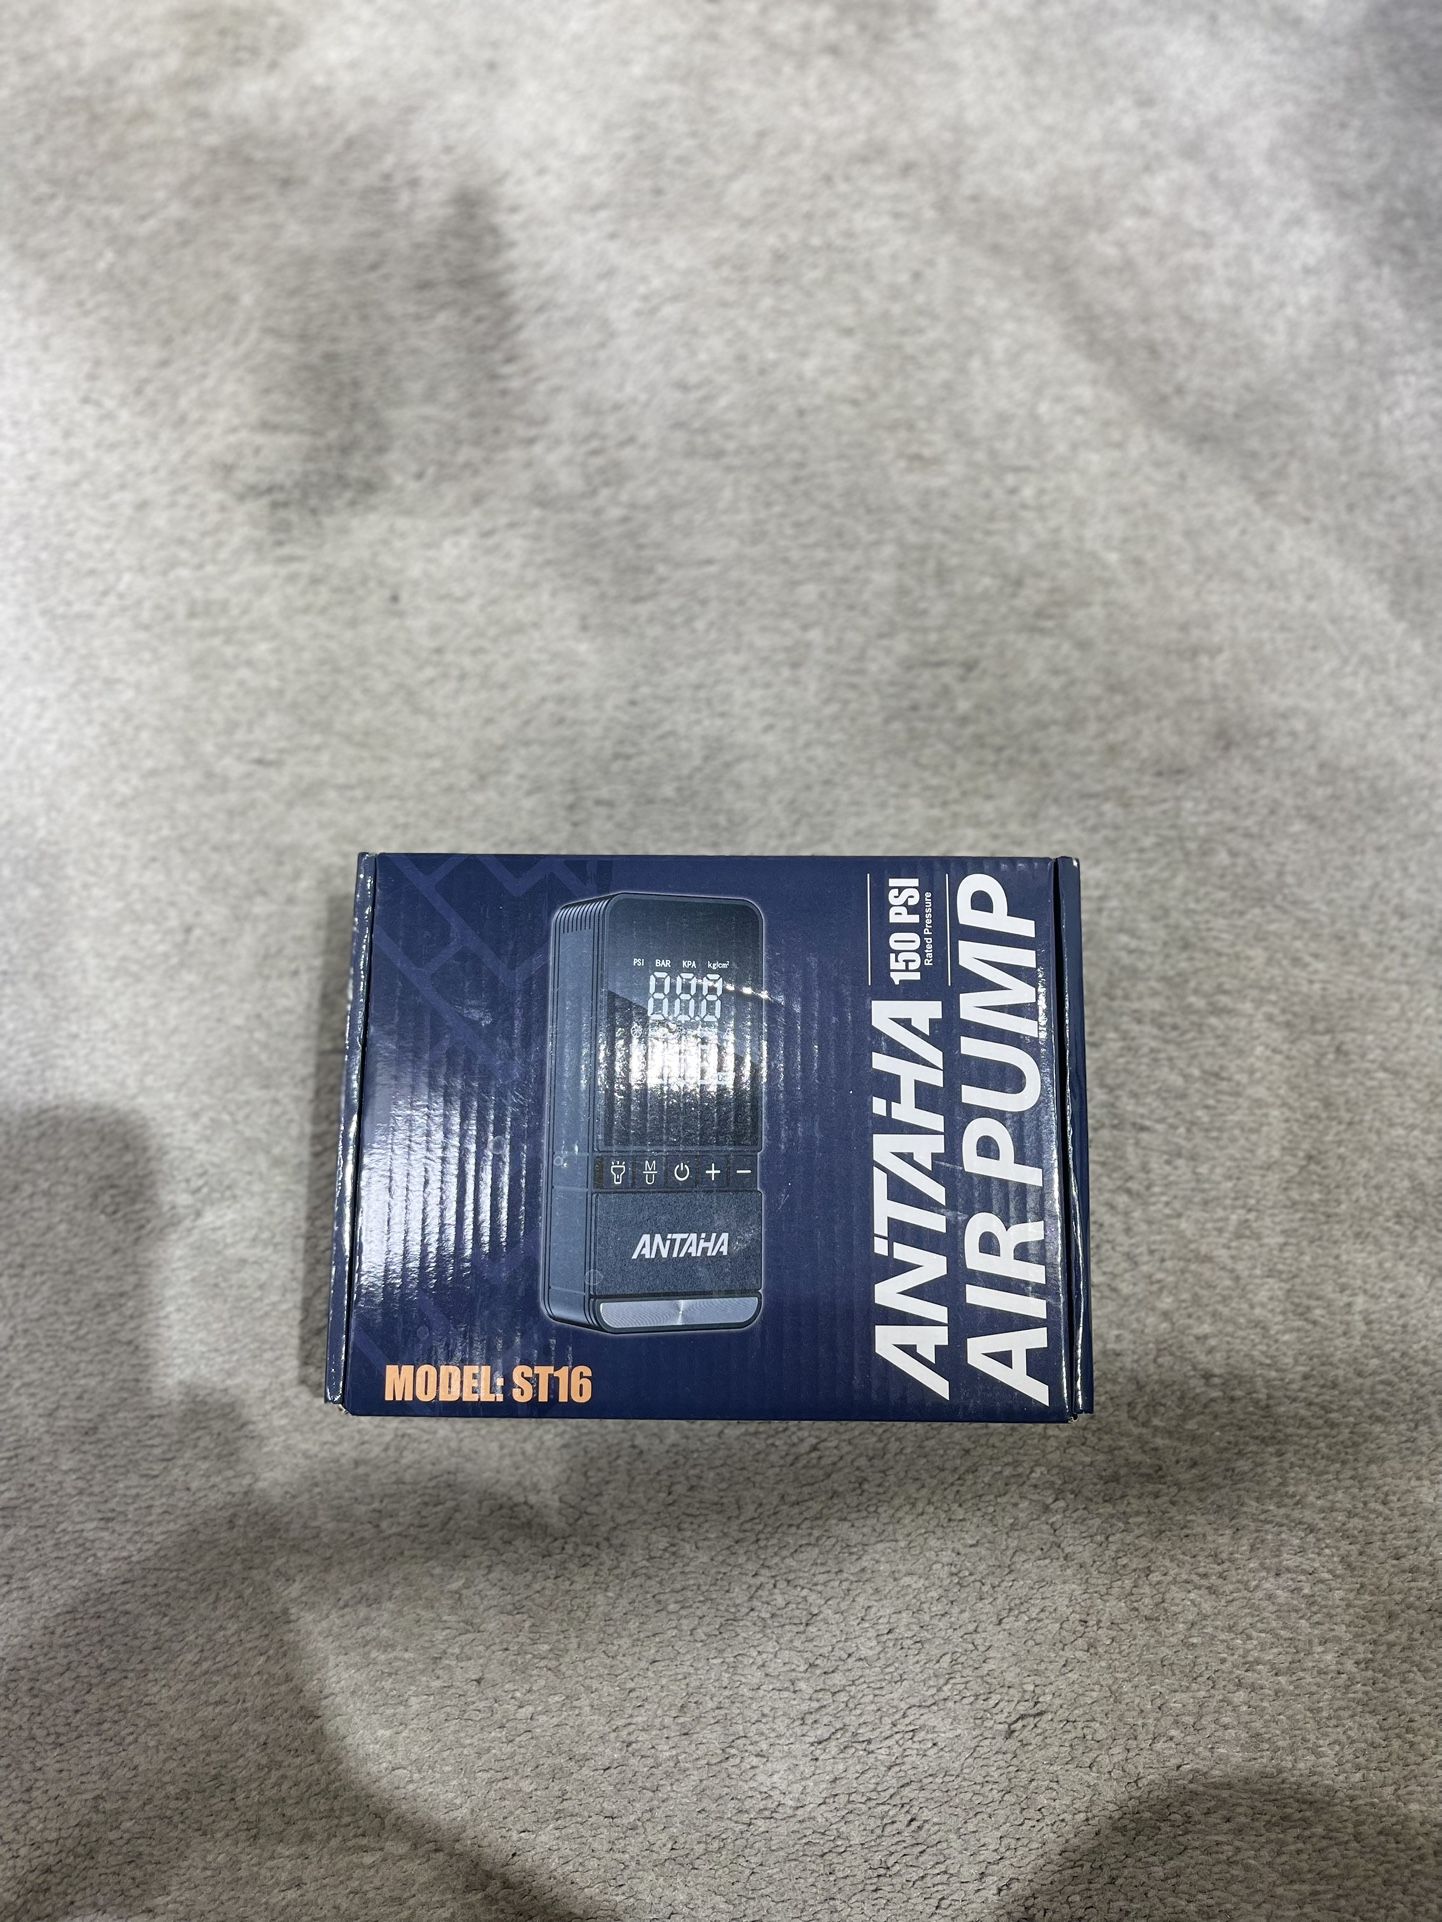 ANTAHA
150 PSI
Rated Pressure
AIR PUMP
PSI BAR KPA kg/cm²
888
M
U
+ −
ANTAHA
MODEL: ST16